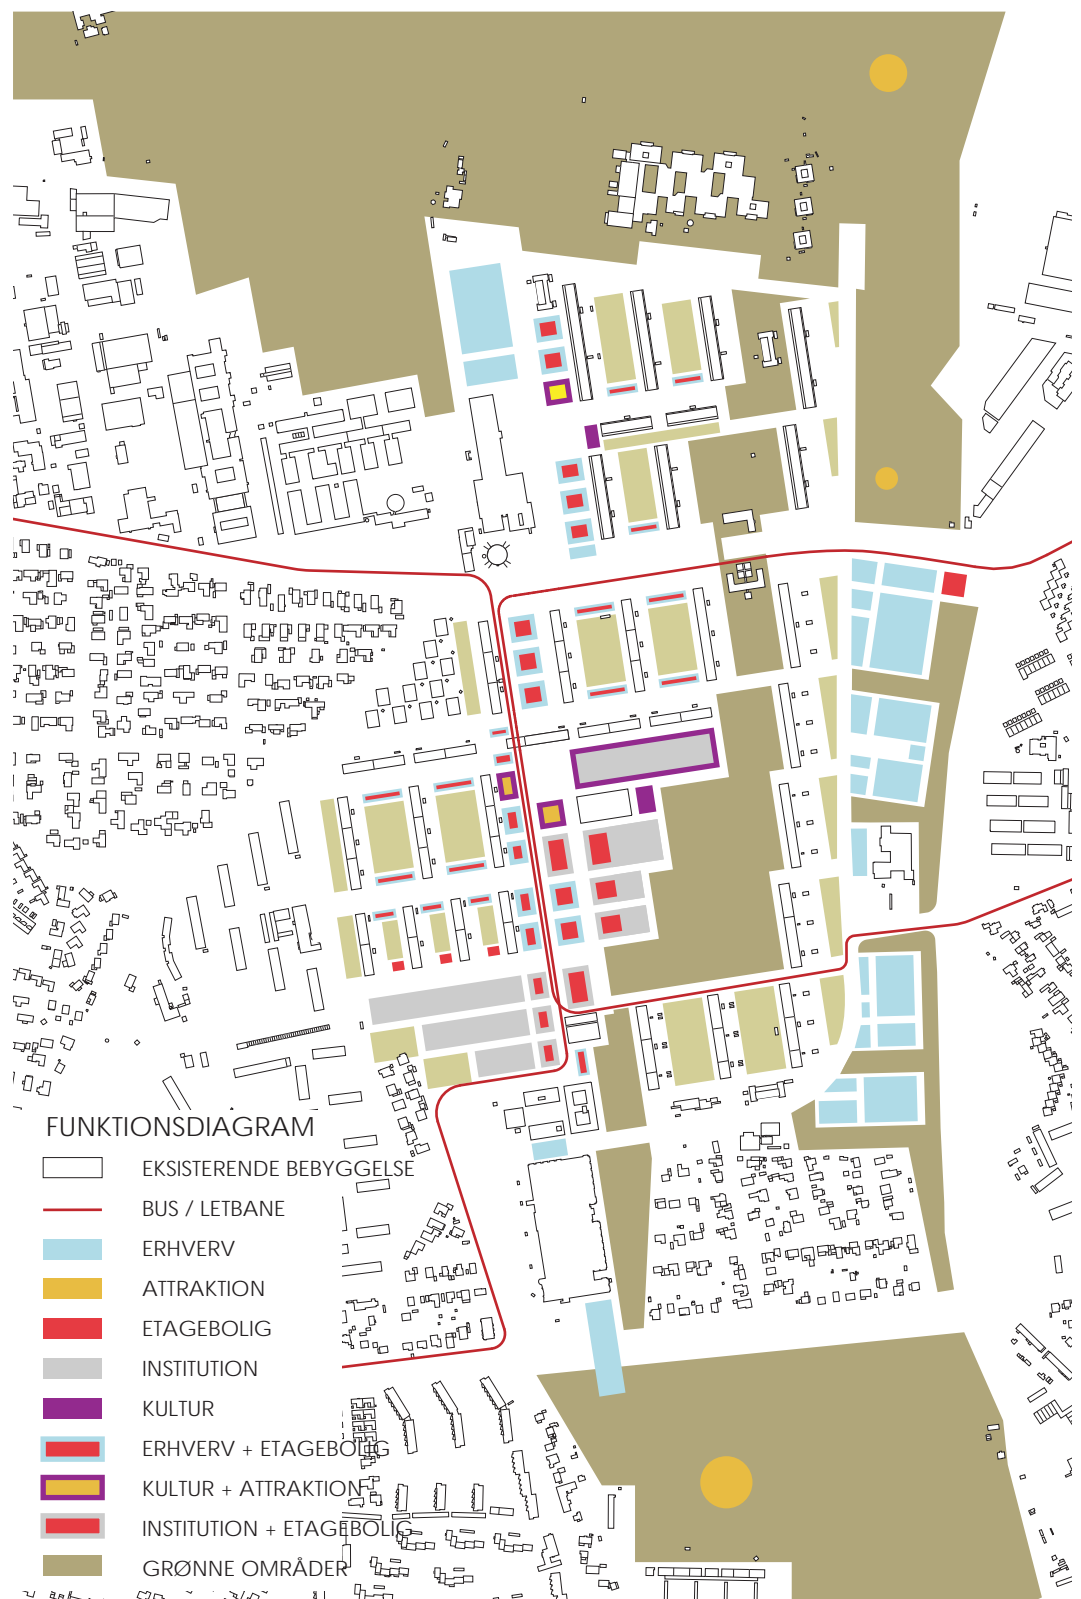 FUNKTIONSDIAGRAM
EKSISTERENDE BEBYGGELSE
BUS / LETBANE
ERHVERV
ATTRAKTION
ETAGEBOLIG
INSTITUTION
KULTUR
ERHVERV + ETAGEBOLIG
KULTUR + ATTRAKTION
INSTITUTION + ETAGEBOLIG
GRØNNE OMRÅDER